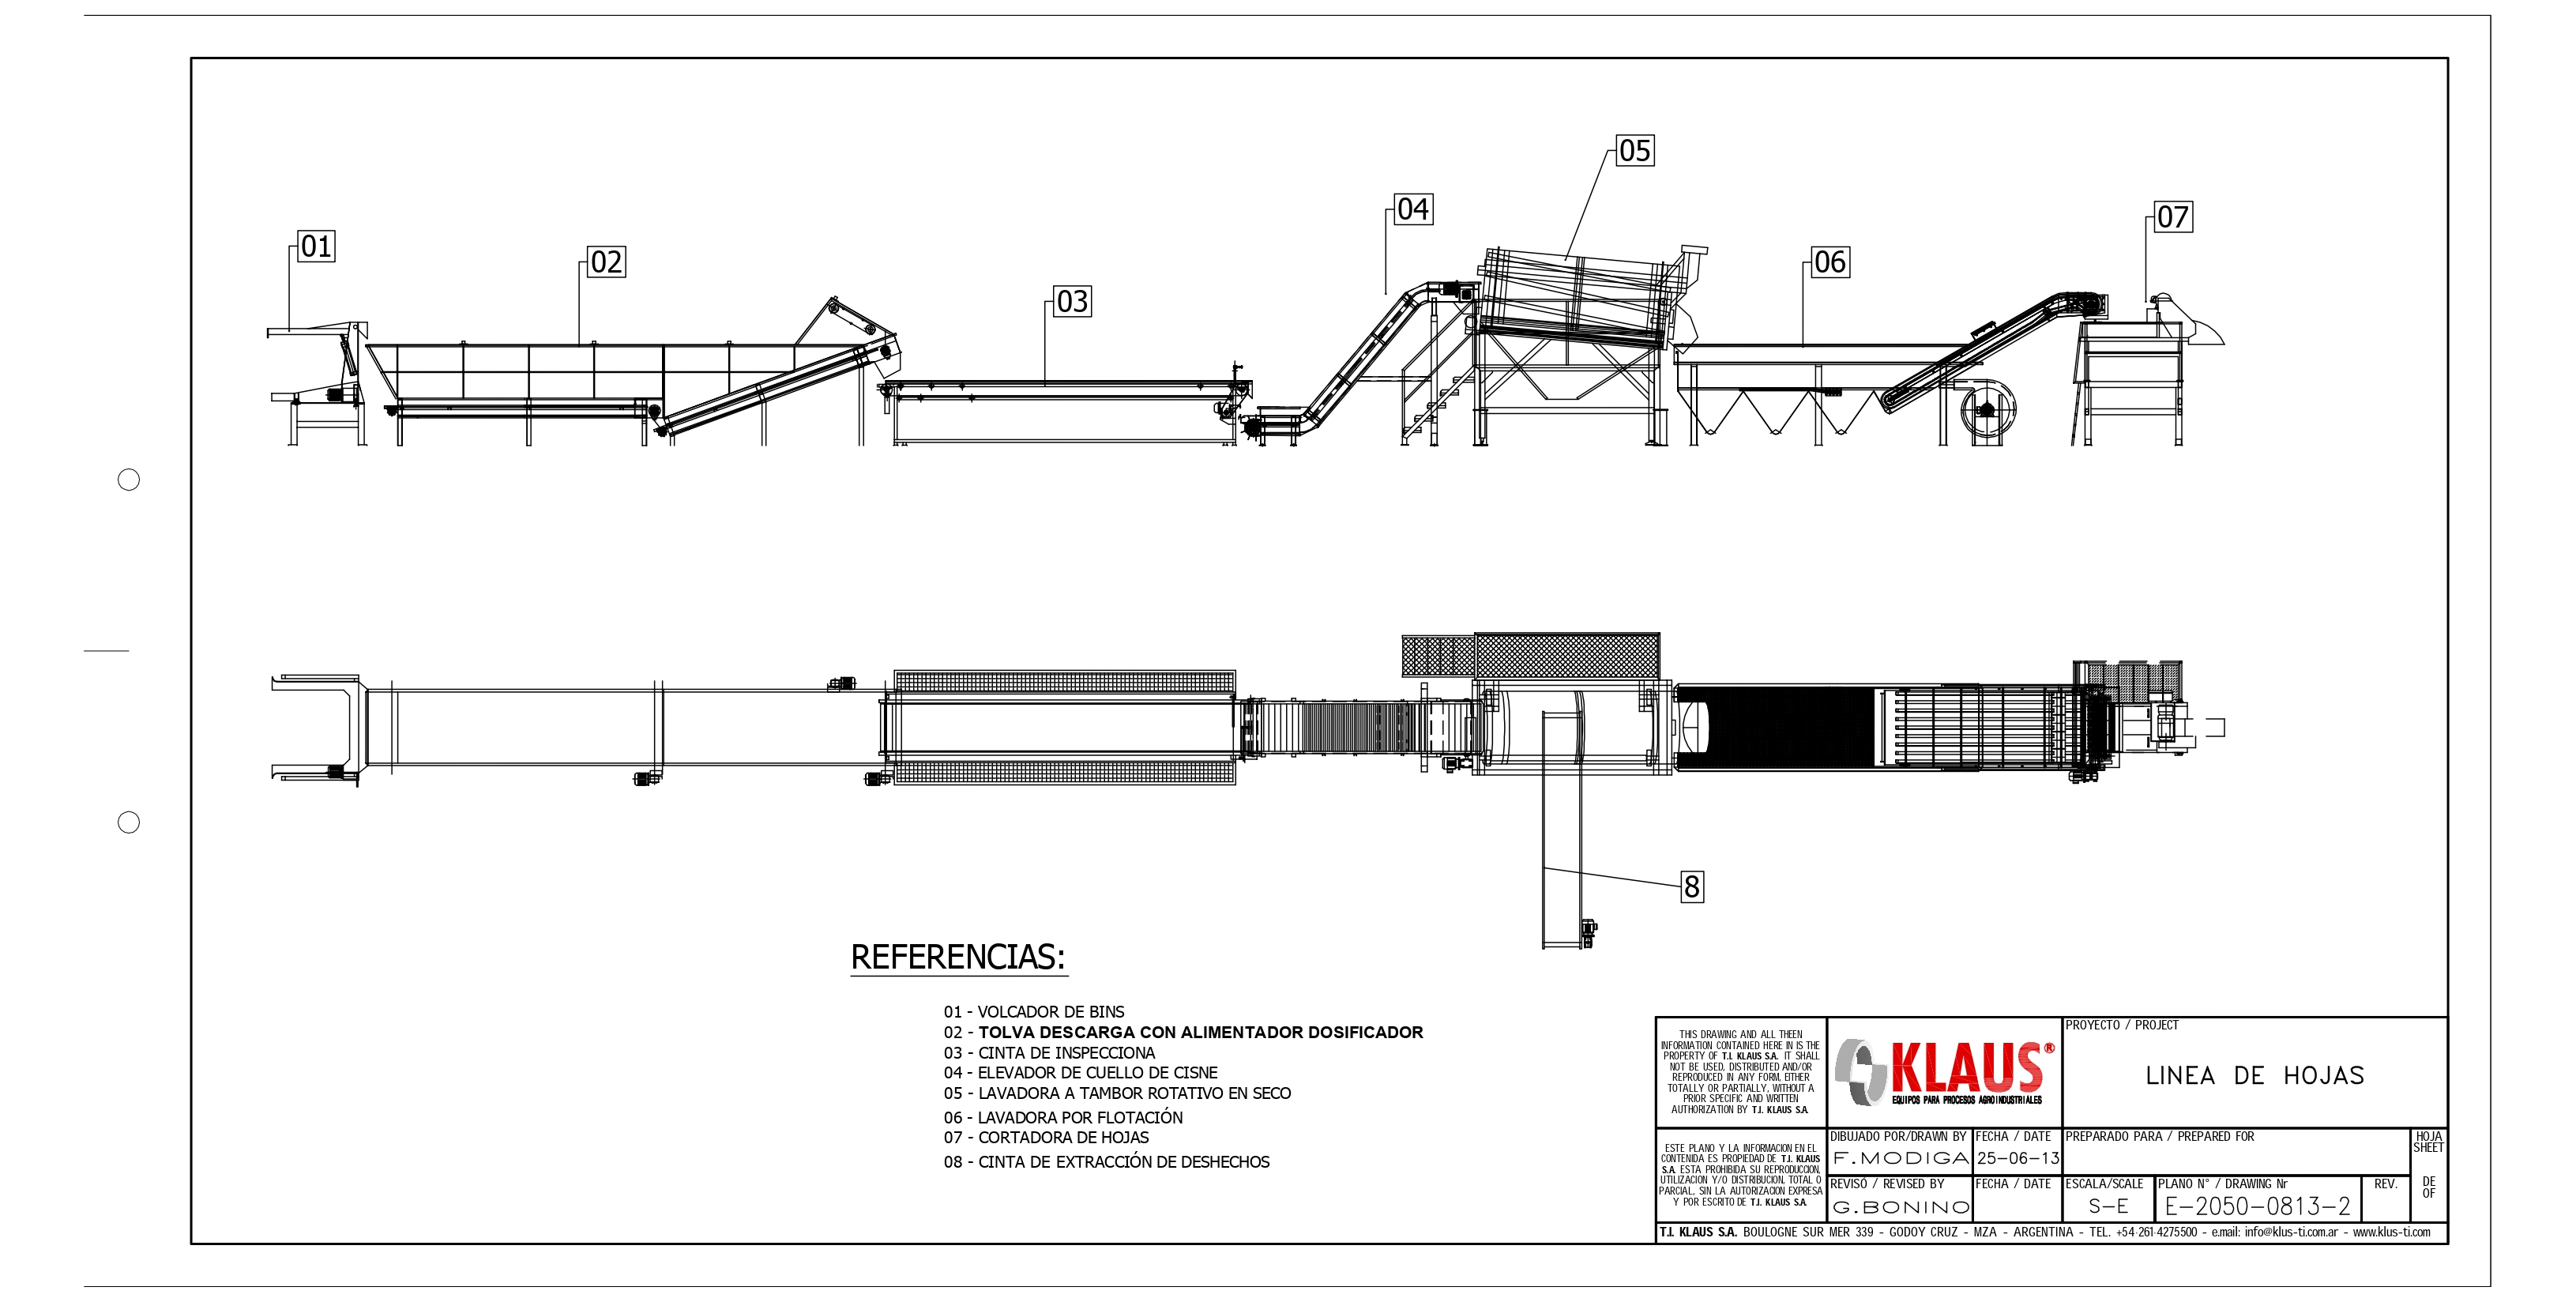 05
04
07
01
02
06
03
8
REFERENCIAS:
01 - VOLCADOR DE BINS
02 - TOLVA DESCARGA CON ALIMENTADOR DOSIFICADOR
03 - CINTA DE INSPECCIONA
04 - ELEVADOR DE CUELLO DE CISNE
05 - LAVADORA A TAMBOR ROTATIVO EN SECO
06 - LAVADORA POR FLOTACIÓN
07 - CORTADORA DE HOJAS
08 - CINTA DE EXTRACCIÓN DE DESHECHOS
THIS DRAWING AND ALL THEEN
INFORMATION CONTAINED HERE IN IS THE
PROPERTY OF T.I. KLAUS S.A. IT SHALL
NOT BE USED, DISTRIBUTED AND/OR
REPRODUCED IN ANY FORM, EITHER
TOTALLY OR PARTIALLY, WITHOUT A
PRIOR SPECIFIC AND WRITTEN
AUTHORIZATION BY T.I. KLAUS S.A.
KLAUS®
EQUIPOS PARA PROCESOS AGROINDUSTRIALES
PROYECTO / PROJECT
LINEA DE HOJAS
ESTE PLANO Y LA INFORMACION EN EL
CONTENIDA ES PROPIEDAD DE T.I. KLAUS
S.A. ESTA PROHIBIDA SU REPRODUCCION,
UTILIZACION Y/O DISTRIBUCION, TOTAL O
PARCIAL, SIN LA AUTORIZACION EXPRESA
Y POR ESCRITO DE T.I. KLAUS S.A.
DIBUJADO POR/DRAWN BY
F.MODIGA
FECHA / DATE
25-06-13
PREPARADO PARA / PREPARED FOR
HOJA
SHEET
DE
OF
REVISÓ / REVISED BY
G.BONINO
FECHA / DATE
ESCALA/SCALE
S-E
PLANO N° / DRAWING Nr
E-2050-0813-2
REV.
T.I. KLAUS S.A. BOULOGNE SUR MER 339 - GODOY CRUZ - MZA - ARGENTINA - TEL. +54-261-4275500 - e.mail: info@klus-ti.com.ar - www.klus-ti.com